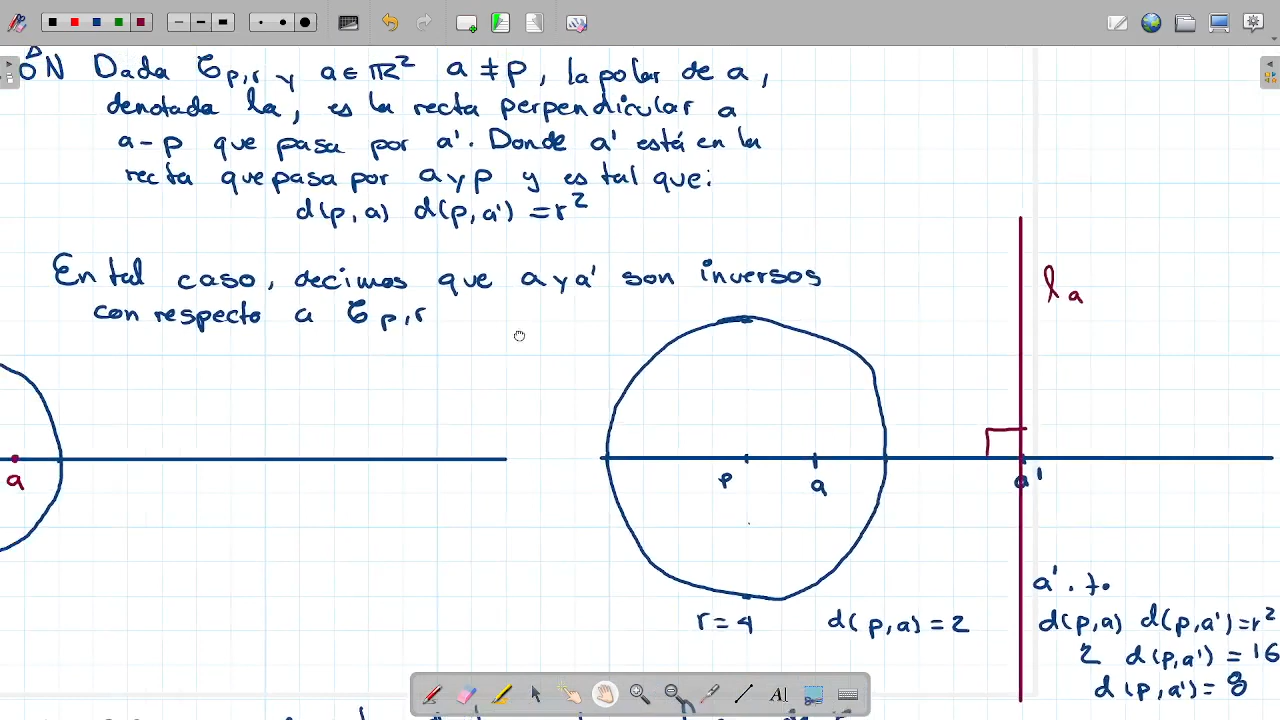 ÓN Dada 𝒞p,r y a ∈ ℝ² a ≠ p, la polar de a,
denotada la, es la recta perpendicular a
a-p que pasa por a'. Donde a' está en la
recta que pasa por a y p y es tal que:
d(p,a) d(p,a') = r²
En tal caso, decimos que a y a' son inversos
con respecto a 𝒞p,r
la
a
p
a
a'
r=4
d(p,a)=2
a' . t.
d(p,a) d(p,a')=r²
2 d(p,a') = 16
d(p,a')= 8
AI